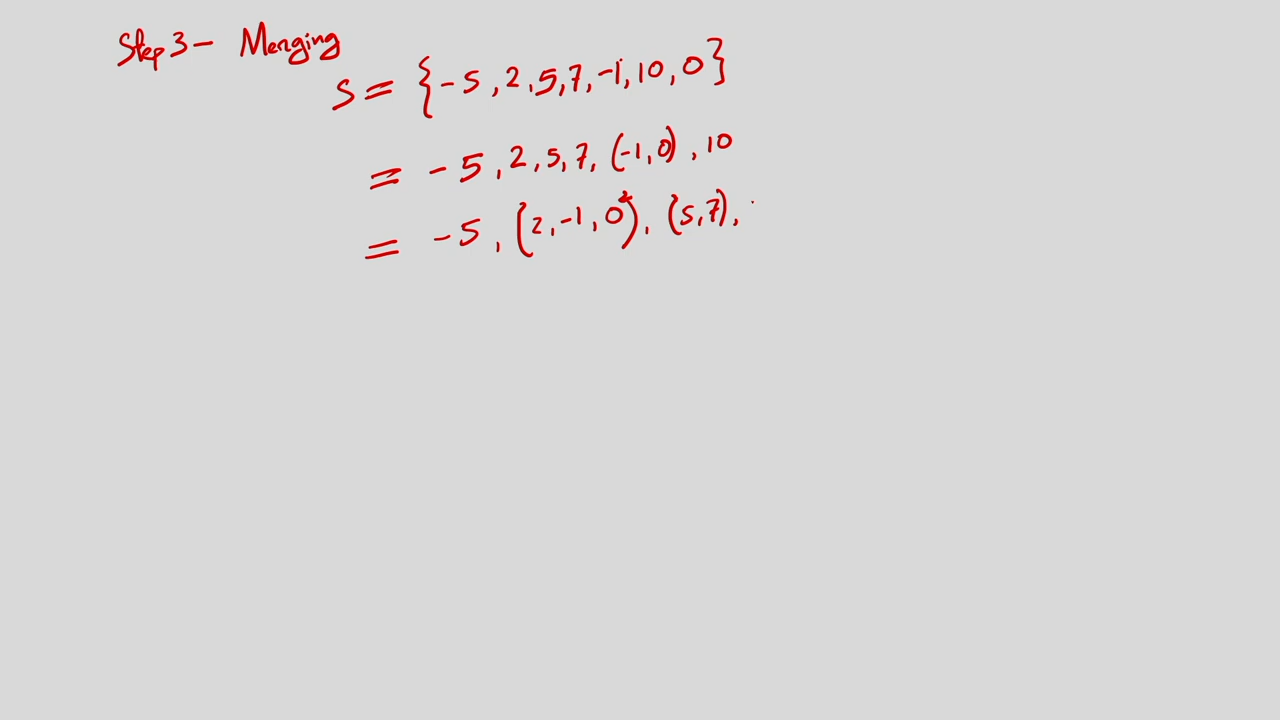 Step 3 - Merging
S = {-5, 2, 5, 7, -1, 10, 0}
= -5, 2, 5, 7, (-1, 0), 10
= -5, (2, -1, 0), (5, 7),